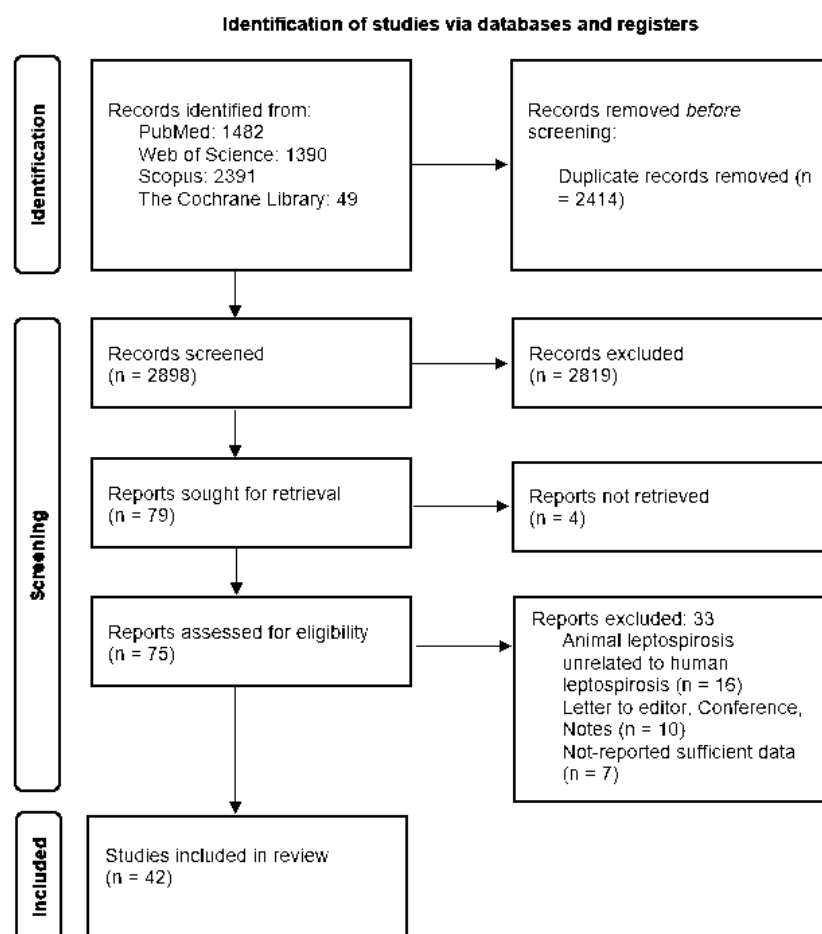 Identification of studies via databases and registers
Identification
Records identified from:
PubMed: 1482
Web of Science: 1390
Scopus: 2391
The Cochrane Library: 49
Records removed before
screening:
Duplicate records removed (n
= 2414)
Screening
Records screened
(n = 2898)
Records excluded
(n = 2819)
Reports sought for retrieval
(n = 79)
Reports not retrieved
(n = 4)
Reports assessed for eligibility
(n = 75)
Reports excluded: 33
Animal leptospirosis
unrelated to human
leptospirosis (n = 16)
Letter to editor, Conference,
Notes (n = 10)
Not-reported sufficient data
(n = 7)
Included
Studies included in review
(n = 42)